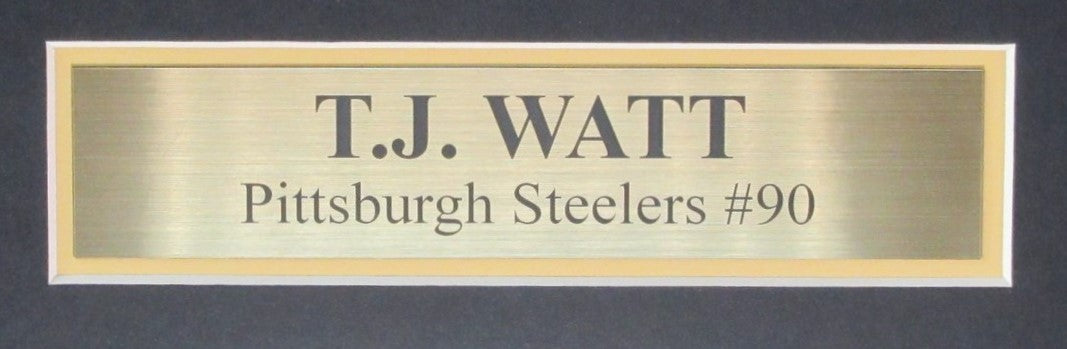 T.J. WATT
Pittsburgh Steelers #90